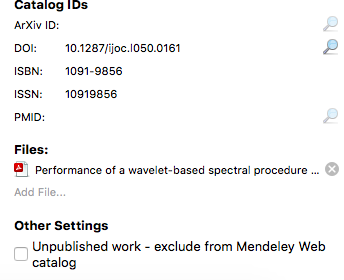 Catalog IDs
ArXiv ID:
DOI: 10.1287/ijoc.l050.0161
ISBN: 1091-9856
ISSN: 10919856
PMID:
Files:
Performance of a wavelet-based spectral procedure ...
Add File...
Other Settings
Unpublished work - exclude from Mendeley Web
catalog